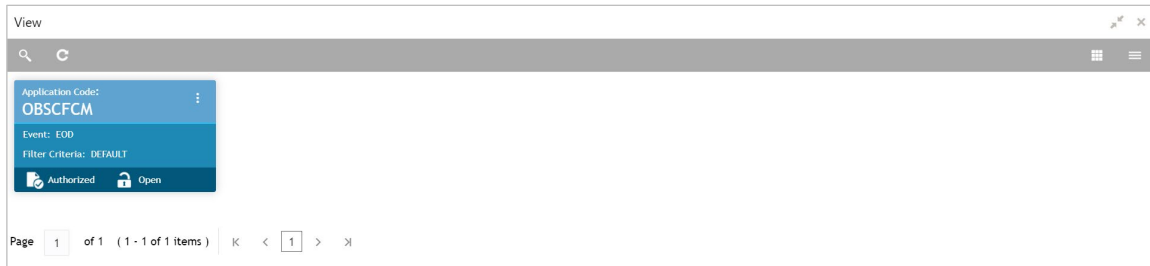 View
Application Code:
OBSCFCM
Event: EOD
Filter Criteria: DEFAULT
Authorized Open
Page 1 of 1 ( 1 - 1 of 1 items ) 1